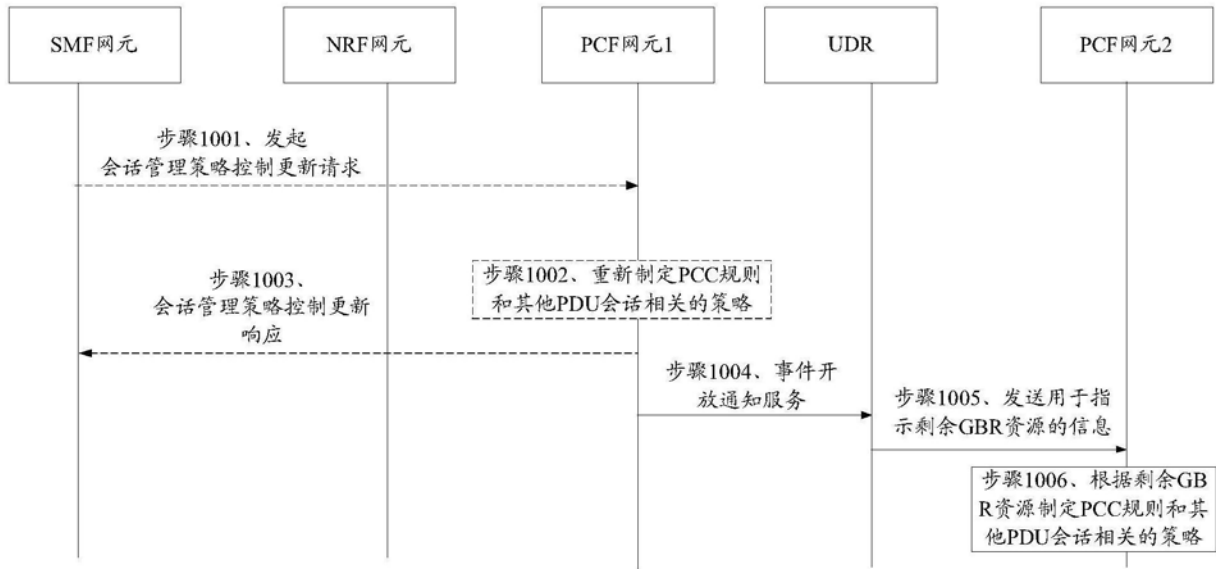 SMF网元
NRF网元
PCF网元1
UDR
PCF网元2
步骤1001、发起
会话管理策略控制更新请求
步骤1002、重新制定PCC规则
和其他PDU会话相关的策略
步骤1003、
会话管理策略控制更新
响应
步骤1004、事件开
放通知服务
步骤1005、发送用于指
示剩余GBR资源的信息
步骤1006、根据剩余GB
R资源制定PCC规则和其
他PDU会话相关的策略